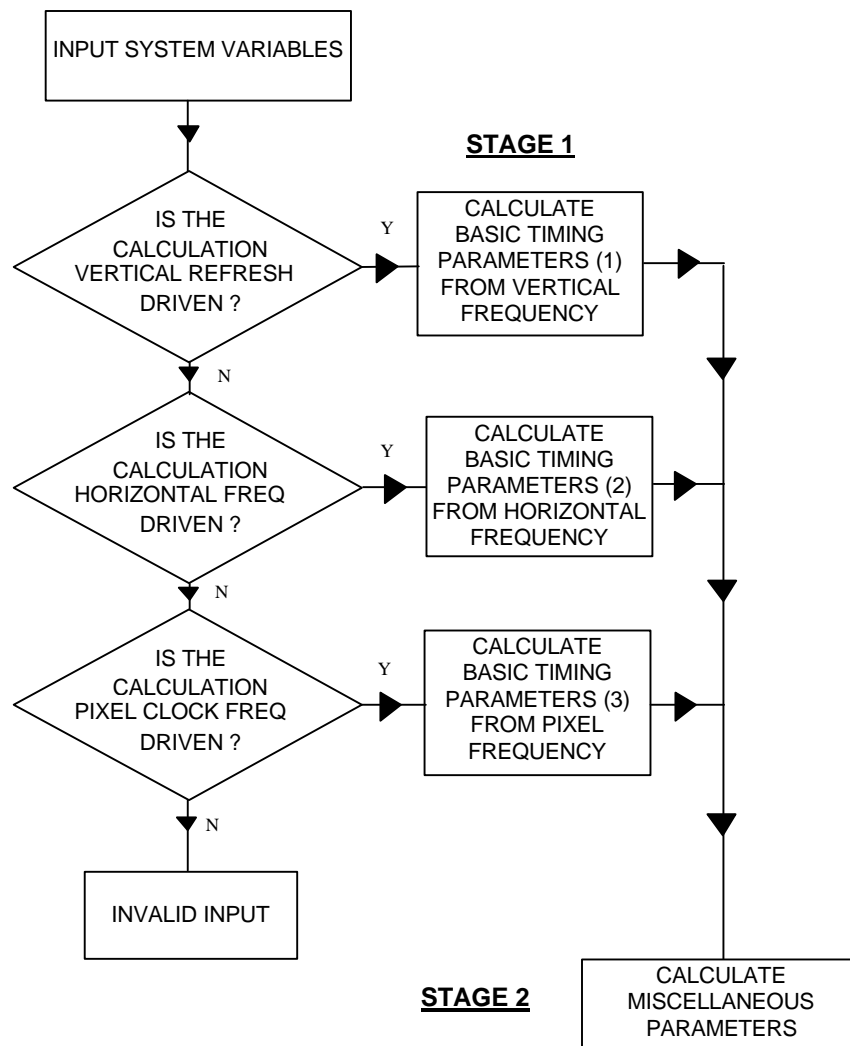 INPUT SYSTEM VARIABLES
STAGE 1
IS THE
CALCULATION
VERTICAL REFRESH
DRIVEN ?
Y
CALCULATE
BASIC TIMING
PARAMETERS (1)
FROM VERTICAL
FREQUENCY
N
IS THE
CALCULATION
HORIZONTAL FREQ
DRIVEN ?
Y
CALCULATE
BASIC TIMING
PARAMETERS (2)
FROM HORIZONTAL
FREQUENCY
N
IS THE
CALCULATION
PIXEL CLOCK FREQ
DRIVEN ?
Y
CALCULATE
BASIC TIMING
PARAMETERS (3)
FROM PIXEL
FREQUENCY
N
INVALID INPUT
STAGE 2
CALCULATE
MISCELLANEOUS
PARAMETERS